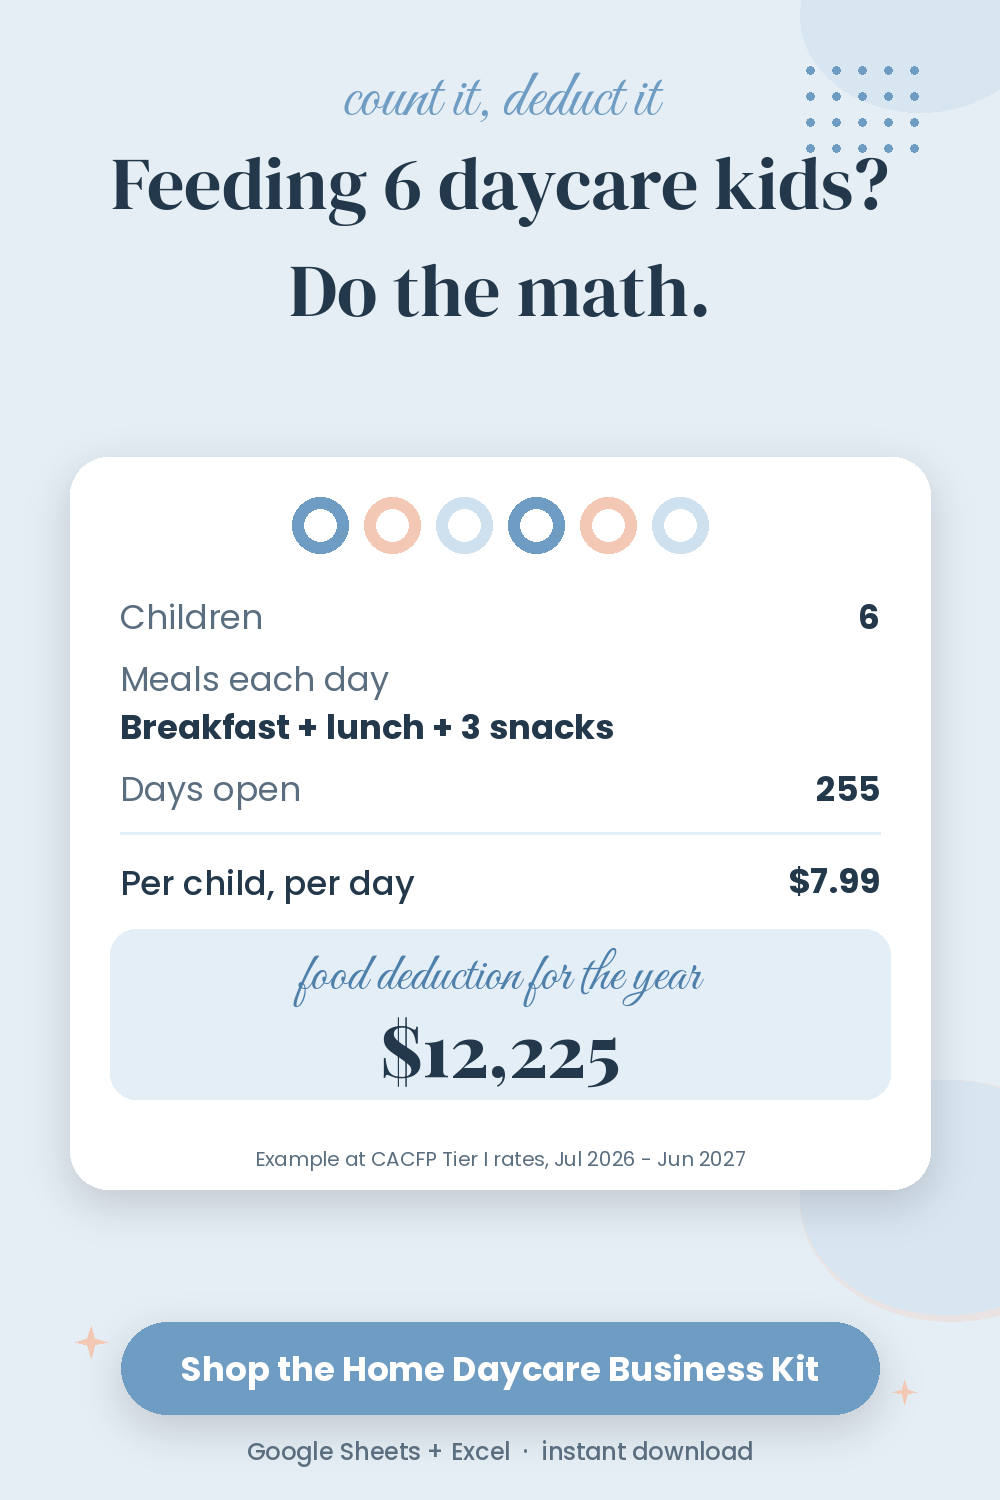 count it, deduct it
Feeding 6 daycare kids?
Do the math.
Children 6
Meals each day
Breakfast + lunch + 3 snacks
Days open 255
Per child, per day $7.99
food deduction for the year
$12,225
Example at CACFP Tier I rates, Jul 2026 - Jun 2027
Shop the Home Daycare Business Kit
Google Sheets + Excel · instant download